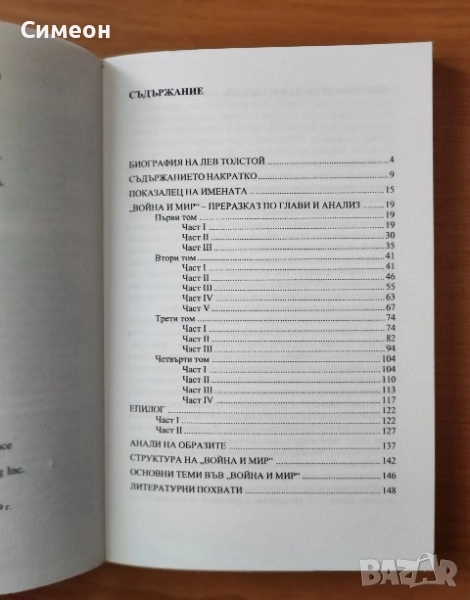 Симеон
СЪДЪРЖАНИЕ
БИОГРАФИЯ НА ЛЕВ ТОЛСТОЙ 4
СЪДЪРЖАНИЕТО НАКРАТКО 9
ПОКАЗАЛЕЦ НА ИМЕНАТА 15
„ВОЙНА И МИР“ – ПРЕРАЗКАЗ ПО ГЛАВИ И АНАЛИЗ 19
Първи том 19
Част I 19
Част II 30
Част III 35
Втори том 41
Част I 41
Част II 46
Част III 55
Част IV 63
Част V 67
Трети том 74
Част I 74
Част II 82
Част III 94
Четвърти том 104
Част I 104
Част II 110
Част III 113
Част IV 117
ЕПИЛОГ 122
Част I 122
Част II 127
АНАЛИ НА ОБРАЗИТЕ 137
СТРУКТУРА НА „ВОЙНА И МИР“ 142
ОСНОВНИ ТЕМИ ВЪВ „ВОЙНА И МИР“ 146
ЛИТЕРАТУРНИ ПОХВАТИ 148
Inc.
г.
BAZAR